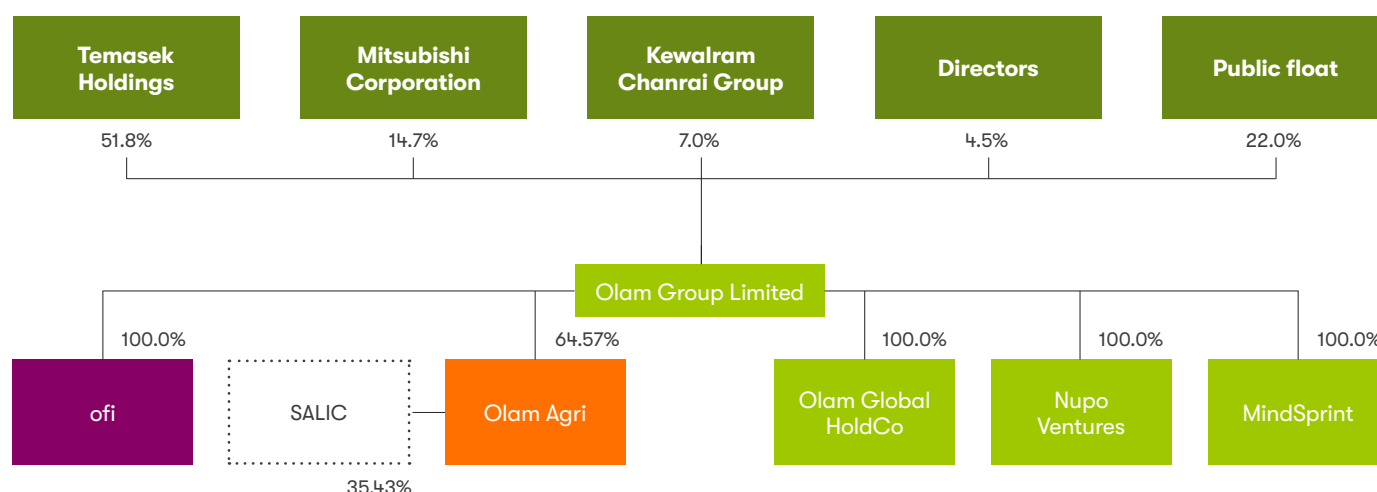 Temasek
Holdings
Mitsubishi
Corporation
Kewalram
Chanrai Group
Directors
Public float
51.8%
14.7%
7.0%
4.5%
22.0%
Olam Group Limited
100.0%
64.57%
100.0%
100.0%
100.0%
ofi
SALIC
Olam Agri
Olam Global
HoldCo
Nupo
Ventures
MindSprint
35.43%